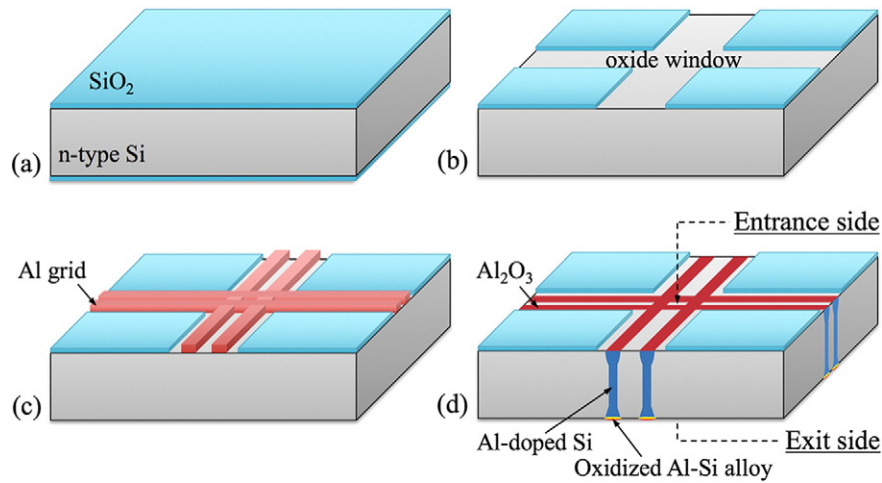 SiO2
n-type Si
(a)
oxide window
(b)
Al grid
(c)
Entrance side
Al2O3
(d)
Al-doped Si
Exit side
Oxidized Al-Si alloy